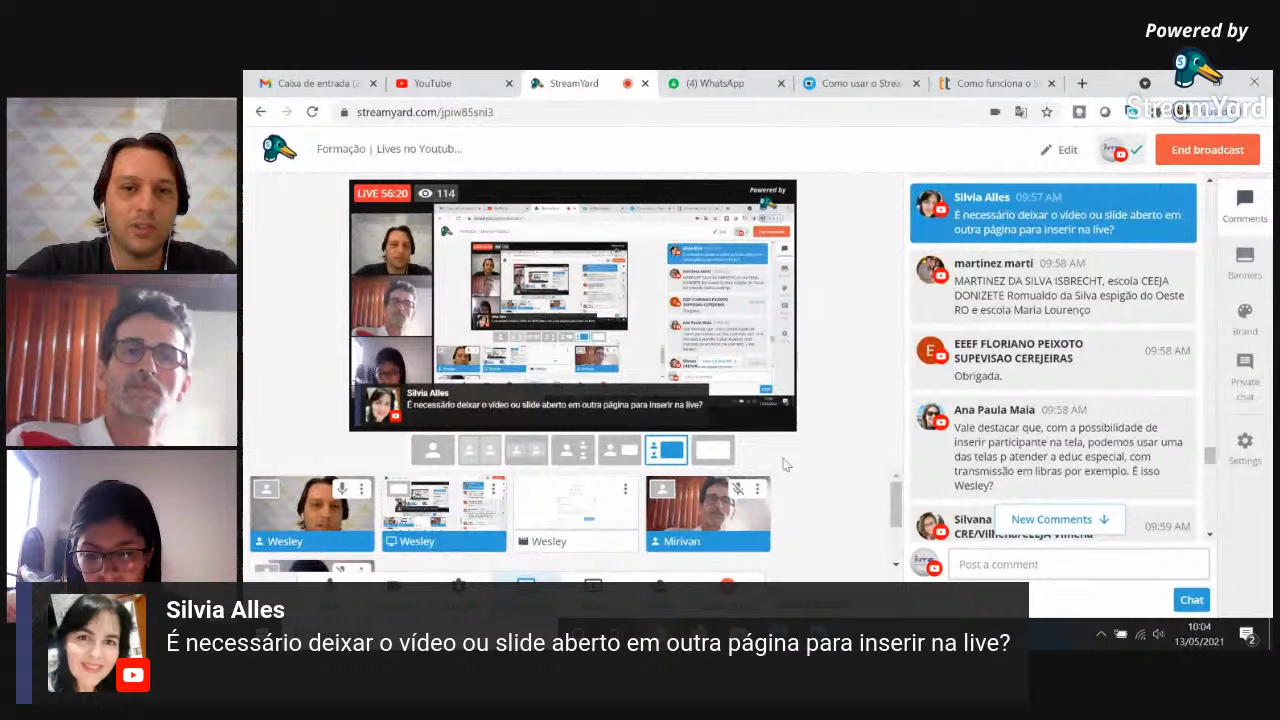 Powered by
StreamYard
Caixa de entrada (2
YouTube
StreamYard
(4) WhatsApp
Como usar o Strea
Como funciona o S
streamyard.com/jpiw85sni3
Formação | Lives no Youtub...
Edit
End broadcast
LIVE 56:20
114
Powered by
Silvia Alles
É necessário deixar o vídeo ou slide aberto em outra página para inserir na live?
Wesley
Wesley
Wesley
Mirivan
Silvia Alles 09:57 AM
É necessário deixar o vídeo ou slide aberto em
outra página para inserir na live?
martinez marti 09:58 AM
MARTINEZ DA SILVA ISBRECHT, escola CEEJA
DONIZETE Romualdo da Silva espigão do Oeste
RO e escola Maria Lourenço
EEEF FLORIANO PEIXOTO
SUPEVISAO CEREJEIRAS 09:58 AM
Obrigada.
Ana Paula Maia 09:58 AM
Vale destacar que, com a possibilidade de
inserir participante na tela, podemos usar uma
das telas p atender a educ especial, com
transmissão em libras por exemplo. É isso
Wesley?
Silvana
09:59 AM
New Comments
Post a comment
Chat
Comments
Banners
Brand
Private
chat
Settings
10:04
13/05/2021
2
Silvia Alles
É necessário deixar o vídeo ou slide aberto em outra página para inserir na live?